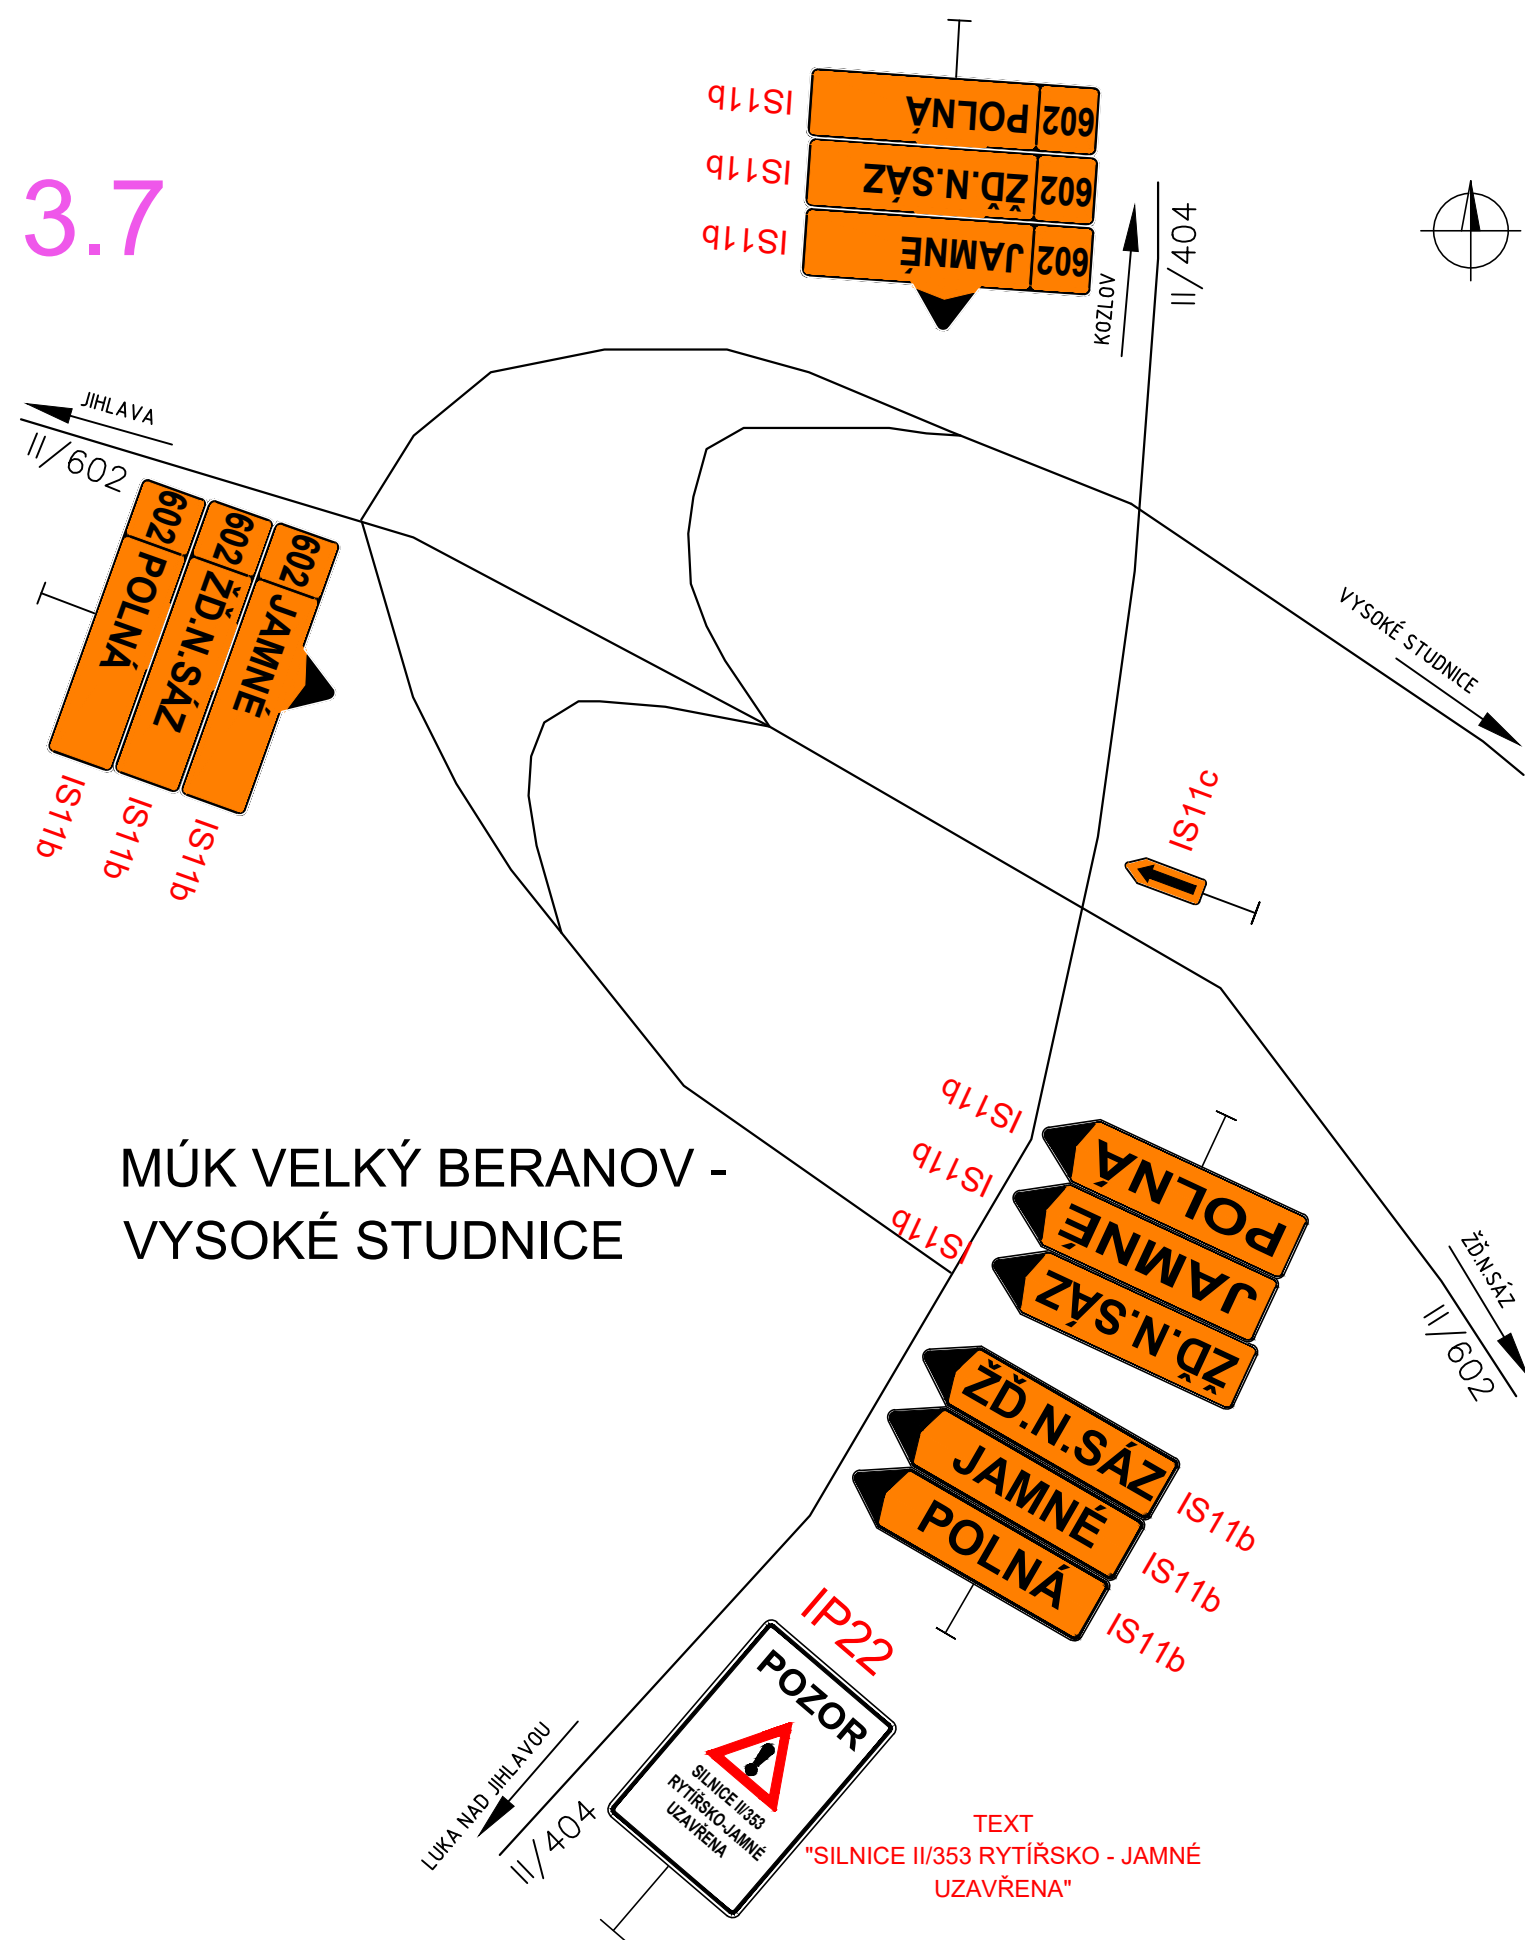 3.7
IS11b
POLNÁ 602
IS11b
ŽĎ.N.SÁZ 602
IS11b
JAMNÉ 602
KOZLOV
II/404
JIHLAVA
II/602
602 POLNÁ
602 ŽĎ.N.SÁZ
602 JAMNÉ
IS11b
IS11b
IS11b
VYSOKÉ STUDNICE
IS11c
MÚK VELKÝ BERANOV -
VYSOKÉ STUDNICE
IS11b
POLNÁ
IS11b
JAMNÉ
IS11b
ŽĎ.N.SÁZ
ŽĎ.N.SÁZ
II/602
ŽĎ.N.SÁZ
IS11b
JAMNÉ
IS11b
POLNÁ
IS11b
IP22
POZOR
SILNICE II/353
RYTÍŘSKO-JAMNÉ
UZAVŘENA
LUKA NAD JIHLAVOU
II/404
TEXT
"SILNICE II/353 RYTÍŘSKO - JAMNÉ
UZAVŘENA"